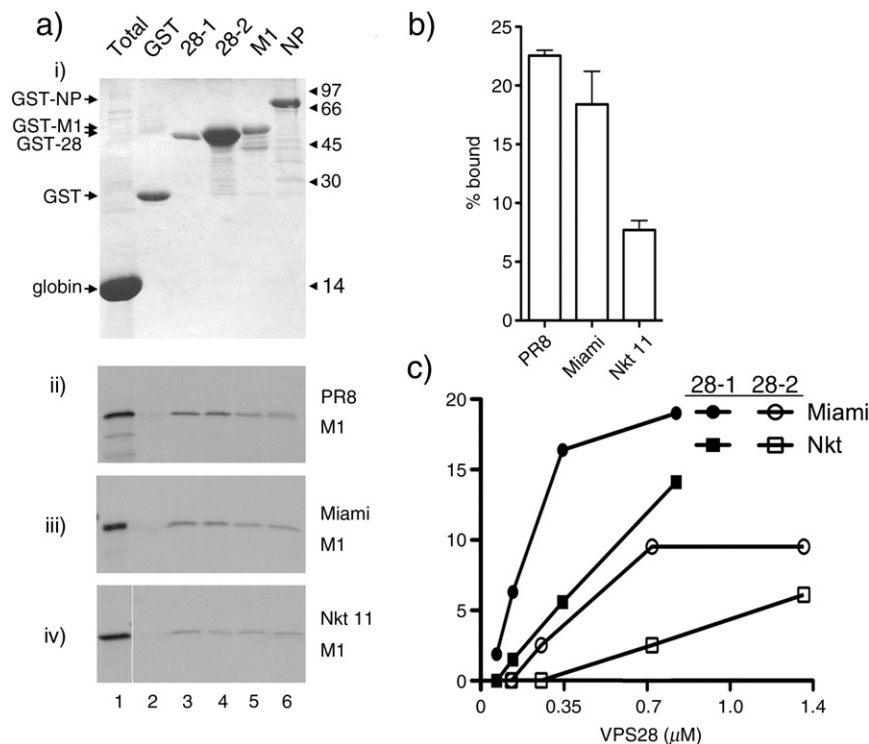 a)
Total GST 28-1 28-2 M1 NP
i)
GST-NP
GST-M1
GST-28
GST
globin
97
66
45
30
14
ii)
PR8
M1
iii)
Miami
M1
iv)
Nkt 11
M1
1 2 3 4 5 6
b)
% bound
25
20
15
10
5
0
PR8 Miami Nkt 11
c)
28-1 28-2
Miami
Nkt
20
15
10
5
0
0 0.35 0.7 1.0 1.4
VPS28 (μM)